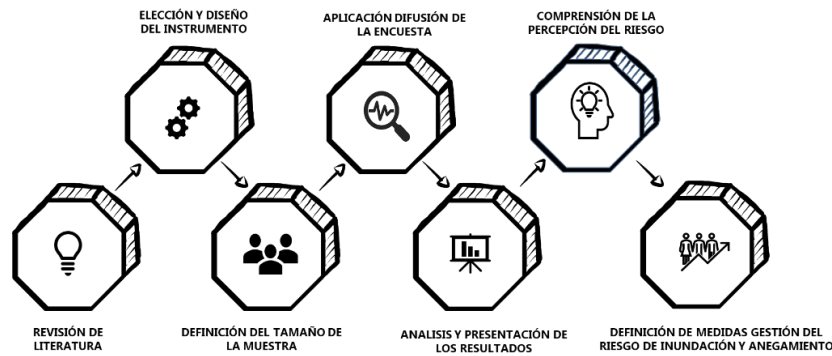 ELECCIÓN Y DISEÑO
DEL INSTRUMENTO
APLICACIÓN DIFUSIÓN DE
LA ENCUESTA
COMPRENSIÓN DE LA
PERCEPCIÓN DEL RIESGO
REVISIÓN DE
LITERATURA
DEFINICIÓN DEL TAMAÑO DE
LA MUESTRA
ANALISIS Y PRESENTACIÓN DE
LOS RESULTADOS
DEFINICIÓN DE MEDIDAS GESTIÓN DEL
RIESGO DE INUNDACIÓN Y ANEGAMIENTO